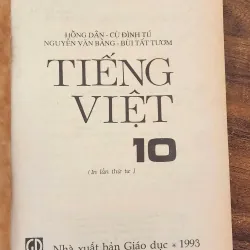 HỒNG DÂN - CÙ ĐÌNH TÚ
NGUYỄN VĂN BẰNG - BÙI TẤT TƯƠM
TIẾNG
VIỆT
10
(In lần thứ tư)
GD
Nhà xuất bản Giáo dục - 1993